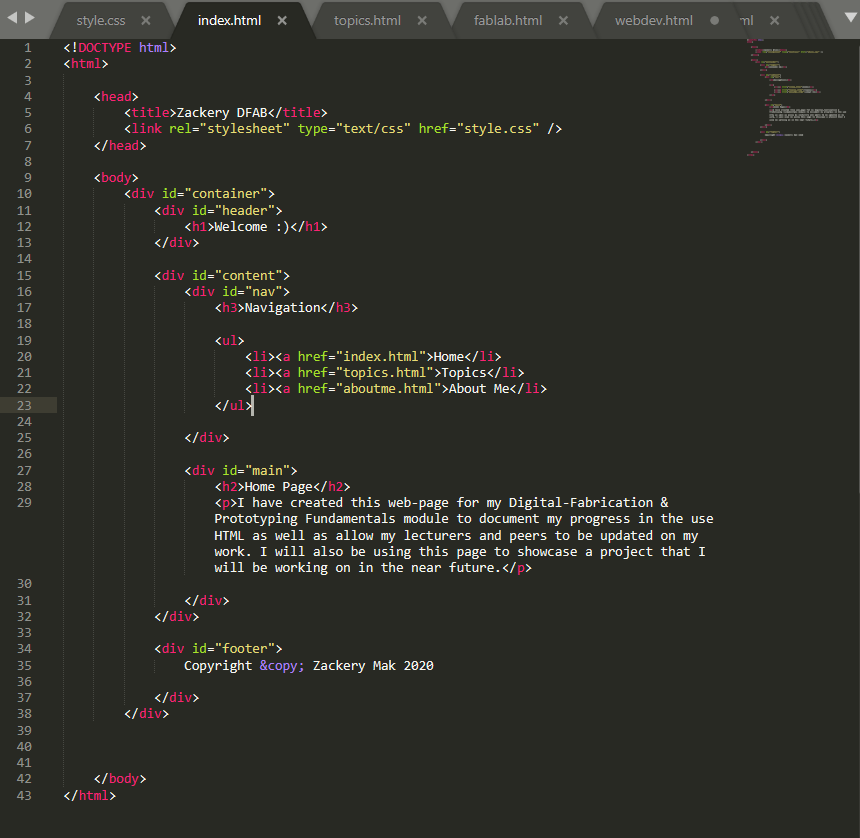 style.css × index.html × topics.html × fablab.html × webdev.html ml ×
1 <!DOCTYPE html>
2 <html>
3
4 <head>
5 <title>Zackery DFAB</title>
6 <link rel="stylesheet" type="text/css" href="style.css" />
7 </head>
8
9 <body>
10 <div id="container">
11 <div id="header">
12 <h1>Welcome :)</h1>
13 </div>
14
15 <div id="content">
16 <div id="nav">
17 <h3>Navigation</h3>
18
19 <ul>
20 <li><a href="index.html">Home</li>
21 <li><a href="topics.html">Topics</li>
22 <li><a href="aboutme.html">About Me</li>
23 </ul>
24
25 </div>
26
27 <div id="main">
28 <h2>Home Page</h2>
29 <p>I have created this web-page for my Digital-Fabrication &
Prototyping Fundamentals module to document my progress in the use
HTML as well as allow my lecturers and peers to be updated on my
work. I will also be using this page to showcase a project that I
will be working on in the near future.</p>
30
31 </div>
32 </div>
33
34 <div id="footer">
35 Copyright &copy; Zackery Mak 2020
36
37 </div>
38 </div>
39
40
41
42 </body>
43 </html>